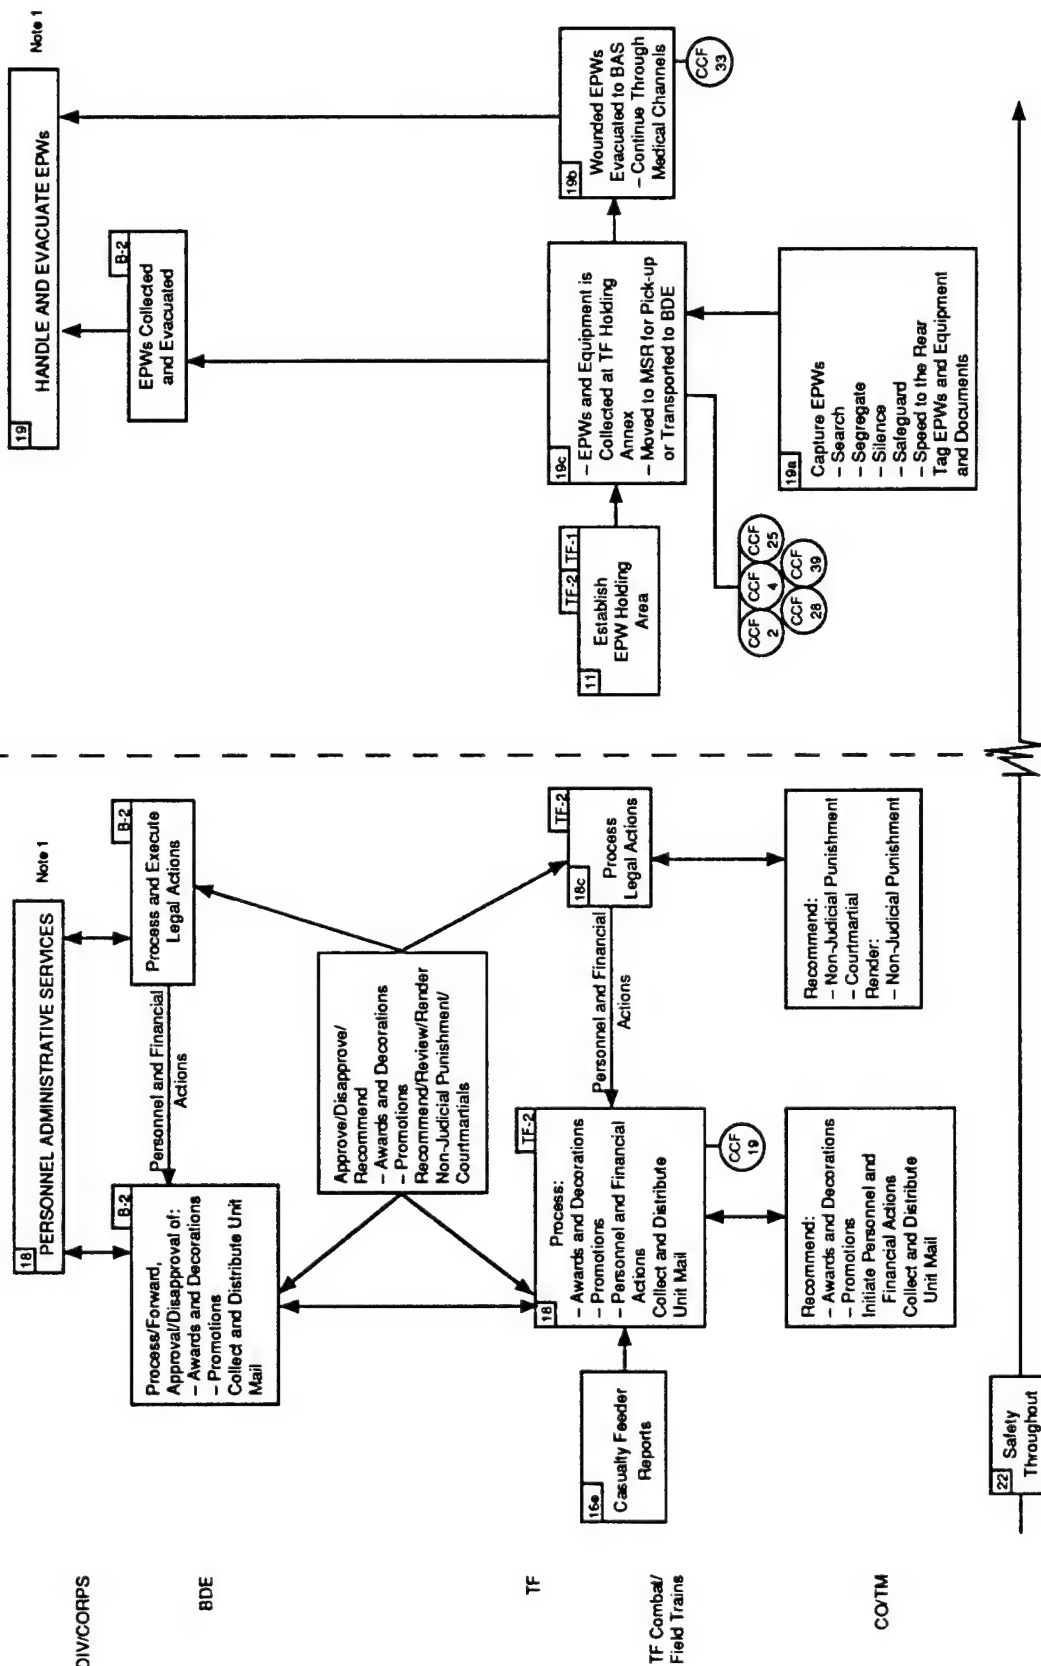 DIV/CORPS
BDE
TF
TF Combat/
Field Trains
CO/TM
18
PERSONNEL ADMINISTRATIVE SERVICES
Note 1
B-2
Process/Forward,
Approval/Disapproval of:
– Awards and Decorations
– Promotions
Collect and Distribute Unit
Mail
Personnel and Financial
Actions
B-2
Process and Execute
Legal Actions
Approve/Disapprove/
Recommend
– Awards and Decorations
– Promotions
Recommend/Review/Render
Non-Judicial Punishment/
Courtmartials
16e
Casualty Feeder
Reports
18
TF-2
Process:
– Awards and Decorations
– Promotions
– Personnel and Financial
Actions
Collect and Distribute
Unit Mail
CCF
19
Personnel and Financial
Actions
18c
TF-2
Process
Legal Actions
Recommend:
– Awards and Decorations
– Promotions
Initiate Personnel and
Financial Actions
Collect and Distribute
Unit Mail
Recommend:
– Non-Judicial Punishment
– Courtmartial
Render:
– Non-Judicial Punishment
22
Safety
Throughout
19
HANDLE AND EVACUATE EPWs
Note 1
B-2
EPWs Collected
and Evacuated
11
TF-2
TF-1
Establish
EPW Holding
Area
19c
– EPWs and Equipment is
Collected at TF Holding
Annex
– Moved to MSR for Pick-up
or Transported to BDE
19b
Wounded EPWs
Evacuated to BAS
– Continue Through
Medical Channels
CCF
33
CCF
2
CCF
4
CCF
25
CCF
28
CCF
39
19a
Capture EPWs
– Search
– Segregate
– Silence
– Safeguard
– Speed to the Rear
Tag EPWs and Equipment
and Documents